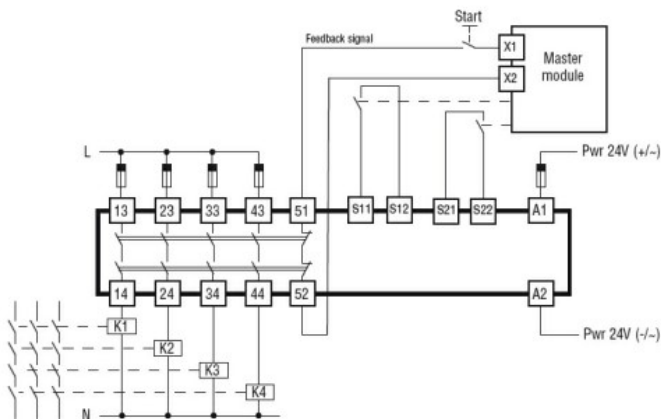 Start
Feedback signal
X1
Master
module
X2
L
Pwr 24V (+/~)
13 23 33 43 51 S11 S12 S21 S22 A1
14 24 34 44 52 A2
K1
K2
Pwr 24V (-/~)
K3
K4
N